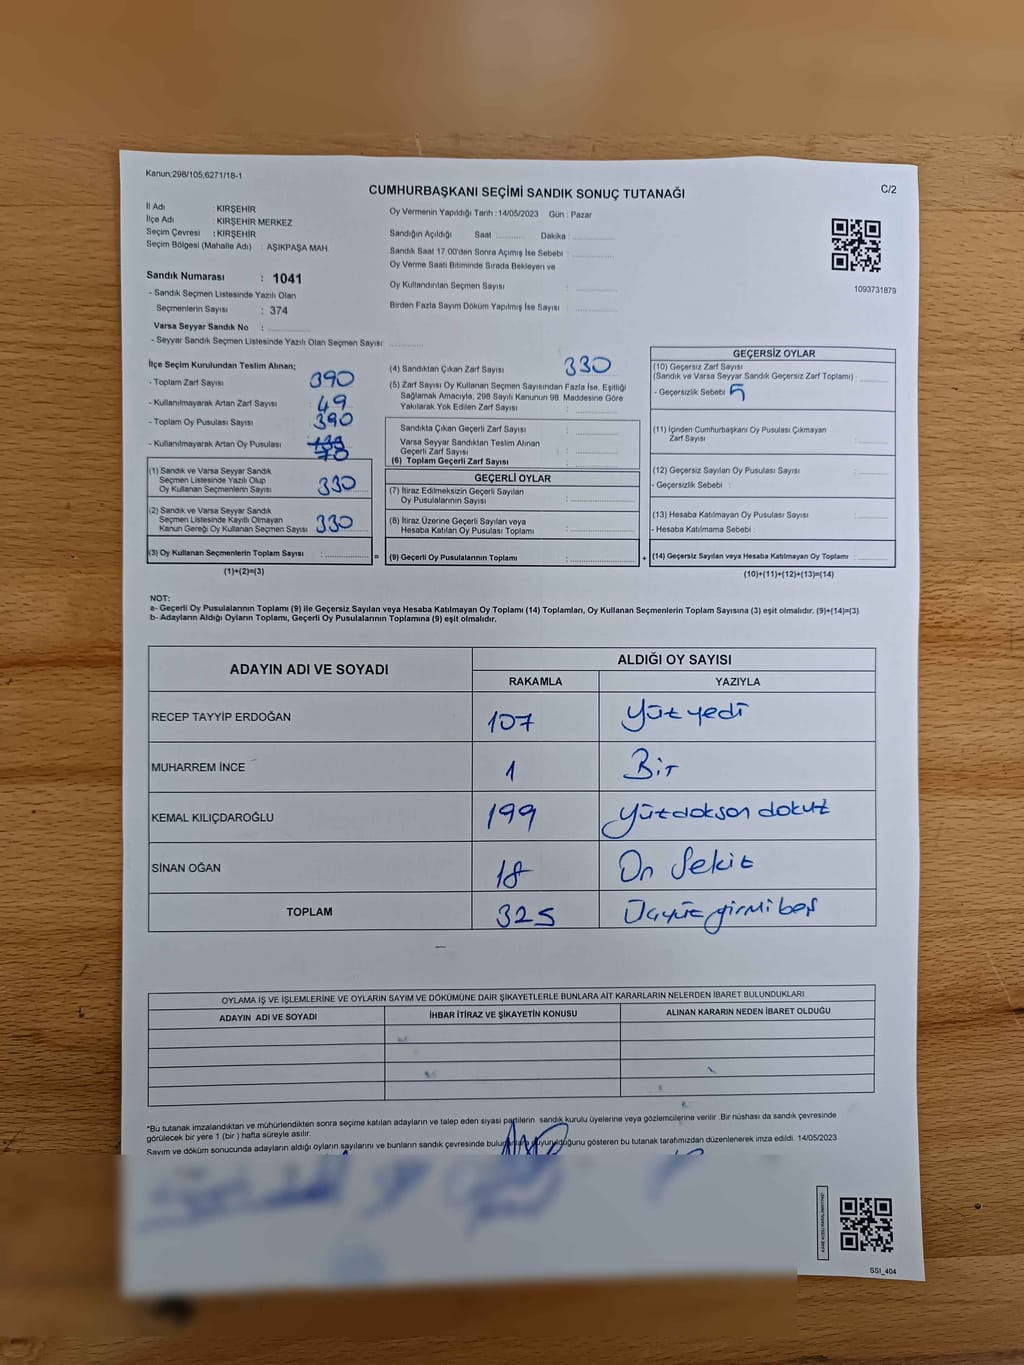 Kanun;298/105,6271/18-1
CUMHURBAŞKANI SEÇİMİ SANDIK SONUÇ TUTANAĞI
C/2
İl Adı : KIRŞEHİR
İlçe Adı : KIRŞEHİR MERKEZ
Seçim Çevresi : KIRŞEHİR
Seçim Bölgesi (Mahalle Adı) : AŞIKPAŞA MAH.
Sandık Numarası : 1041
- Sandık Seçmen Listesinde Yazılı Olan
Seçmenlerin Sayısı : 374
Varsa Seyyar Sandık No :
- Seyyar Sandık Seçmen Listesinde Yazılı Olan Seçmen Sayısı:
Oy Vermenin Yapıldığı Tarih :14/05/2023 Gün : Pazar
Sandığın Açıldığı Saat Dakika :
Sandık Saat 17.00'den Sonra Açımış İse Sebebi :
Oy Verme Saati Bitiminde Sırada Bekleyen ve
Oy Kullandırılan Seçmen Sayısı :
Birden Fazla Sayım Döküm Yapılmış İse Sayısı :
1093731879
İlçe Seçim Kurulundan Teslim Alınan;
- Toplam Zarf Sayısı 390
- Kullanılmayarak Artan Zarf Sayısı : 49
- Toplam Oy Pusulası Sayısı 390
- Kullanılmayarak Artan Oy Pusulası 70
(1) Sandık ve Varsa Seyyar Sandık
Seçmen Listesinde Yazılı Olup
Oy Kullanan Seçmenlerin Sayısı 330
(2) Sandık ve Varsa Seyyar Sandık
Seçmen Listesinde Kayıtlı Olmayan
Kanun Gereği Oy Kullanan Seçmen Sayısı 330
(3) Oy Kullanan Seçmenlerin Toplam Sayısı : =
(1)+(2)=(3)
(4) Sandıktan Çıkan Zarf Sayısı 330
(5) Zarf Sayısı Oy Kullanan Seçmen Sayısından Fazla İse, Eşitliği
Sağlamak Amacıyla, 298 Sayılı Kanunun 98. Maddesine Göre
Yakılarak Yok Edilen Zarf Sayısı :
Sandıkta Çıkan Geçerli Zarf Sayısı :
Varsa Seyyar Sandıktan Teslim Alınan
Geçerli Zarf Sayısı :
(6) Toplam Geçerli Zarf Sayısı :
GEÇERLİ OYLAR
(7) İtiraz Edilmeksizin Geçerli Sayılan
Oy Pusulalarının Sayısı :
(8) İtiraz Üzerine Geçerli Sayılan veya
Hesaba Katılan Oy Pusulası Toplamı :
(9) Geçerli Oy Pusulalarının Toplamı : +
GEÇERSİZ OYLAR
(10) Geçersiz Zarf Sayısı
(Sandık ve Varsa Seyyar Sandık Geçersiz Zarf Toplamı) :
- Geçersizlik Sebebi 5
(11) İçinden Cumhurbaşkanı Oy Pusulası Çıkmayan
Zarf Sayısı :
(12) Geçersiz Sayılan Oy Pusulası Sayısı :
- Geçersizlik Sebebi :
(13) Hesaba Katılmayan Oy Pusulası Sayısı :
- Hesaba Katılmama Sebebi :
(14) Geçersiz Sayılan veya Hesaba Katılmayan Oy Toplamı :
(10)+(11)+(12)+(13)=(14)
NOT:
a- Geçerli Oy Pusulalarının Toplamı (9) ile Geçersiz Sayılan veya Hesaba Katılmayan Oy Toplamı (14) Toplamları, Oy Kullanan Seçmenlerin Toplam Sayısına (3) eşit olmalıdır. (9)+(14)=(3)
b- Adayların Aldığı Oyların Toplamı, Geçerli Oy Pusulalarının Toplamına (9) eşit olmalıdır.
ADAYIN ADI VE SOYADI
ALDIĞI OY SAYISI
RAKAMLA YAZIYLA
RECEP TAYYİP ERDOĞAN 107 Yüzyedi
MUHARREM İNCE 1 Bir
KEMAL KILIÇDAROĞLU 199 yüzdoksan dokuz
SİNAN OĞAN 18 On Sekiz
TOPLAM 325 Üçyüzyirmibeş
OYLAMA İŞ VE İŞLEMLERİNE VE OYLARIN SAYIM VE DÖKÜMÜNE DAİR ŞİKAYETLERLE BUNLARA AİT KARARLARIN NELERDEN İBARET BULUNDUKLARI
ADAYIN ADI VE SOYADI İHBAR İTİRAZ VE ŞİKAYETİN KONUSU ALINAN KARARIN NEDEN İBARET OLDUĞU
*Bu tutanak imzalandıktan ve mühürlendikten sonra seçime katılan adayların ve talep eden siyasi partilerin sandık kurulu üyelerine veya gözlemcilerine verilir .Bir nüshası da sandık çevresinde
görülecek bir yere 1 (bir ) hafta süreyle asılır.
Sayım ve döküm sonucunda adayların aldığı oyların sayılarını ve bunların sandık çevresinde duyurulduğunu gösteren bu tutanak tarafımızdan düzenlenerek imza edildi. 14/05/2023
SSI_404